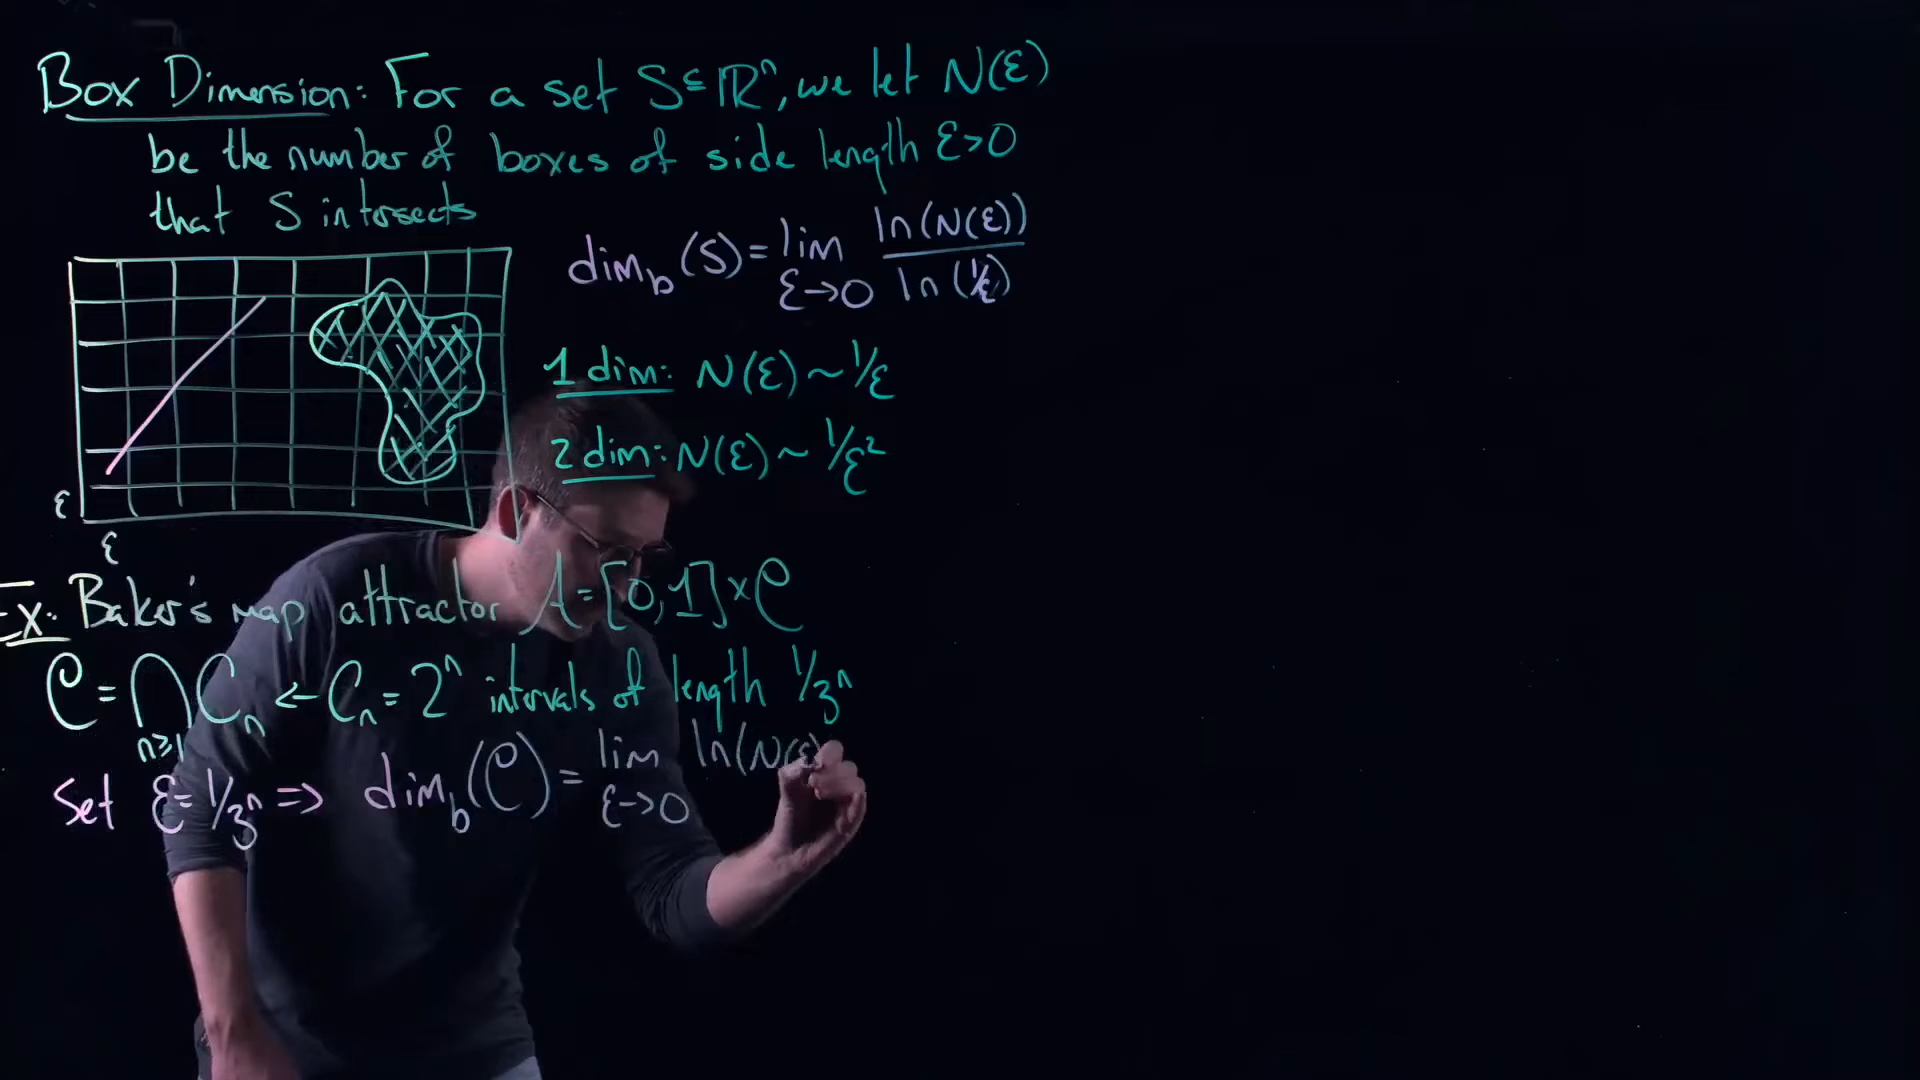 Box Dimension: For a set S⊆ℝⁿ, we let N(ε)
be the number of boxes of side length ε>0
that S intersects
dim_b(S) = lim_{ε→0} ln(N(ε)) / ln(1/ε)
1 dim: N(ε) ~ 1/ε
2 dim: N(ε) ~ 1/ε²
ε
ε
Ex: Baker's map attractor A = [0,1] × C
C = ⋂_{n≥1} C_n ← C_n = 2ⁿ intervals of length 1/3ⁿ
Set ε = 1/3ⁿ ⇒ dim_b(C) = lim_{ε→0} ln(N(ε)